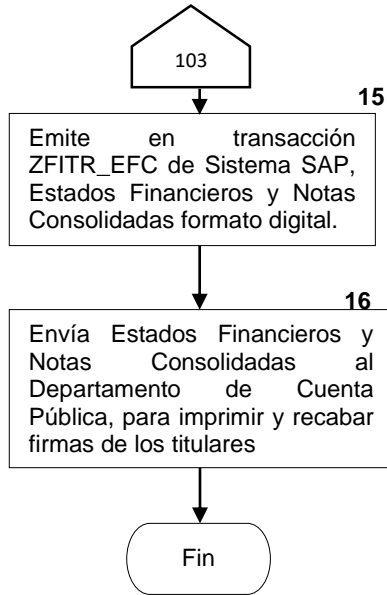 103
15
Emite en transacción
ZFITR_EFC de Sistema SAP,
Estados Financieros y Notas
Consolidadas formato digital.
16
Envía Estados Financieros y
Notas Consolidadas al
Departamento de Cuenta
Pública, para imprimir y recabar
firmas de los titulares
Fin